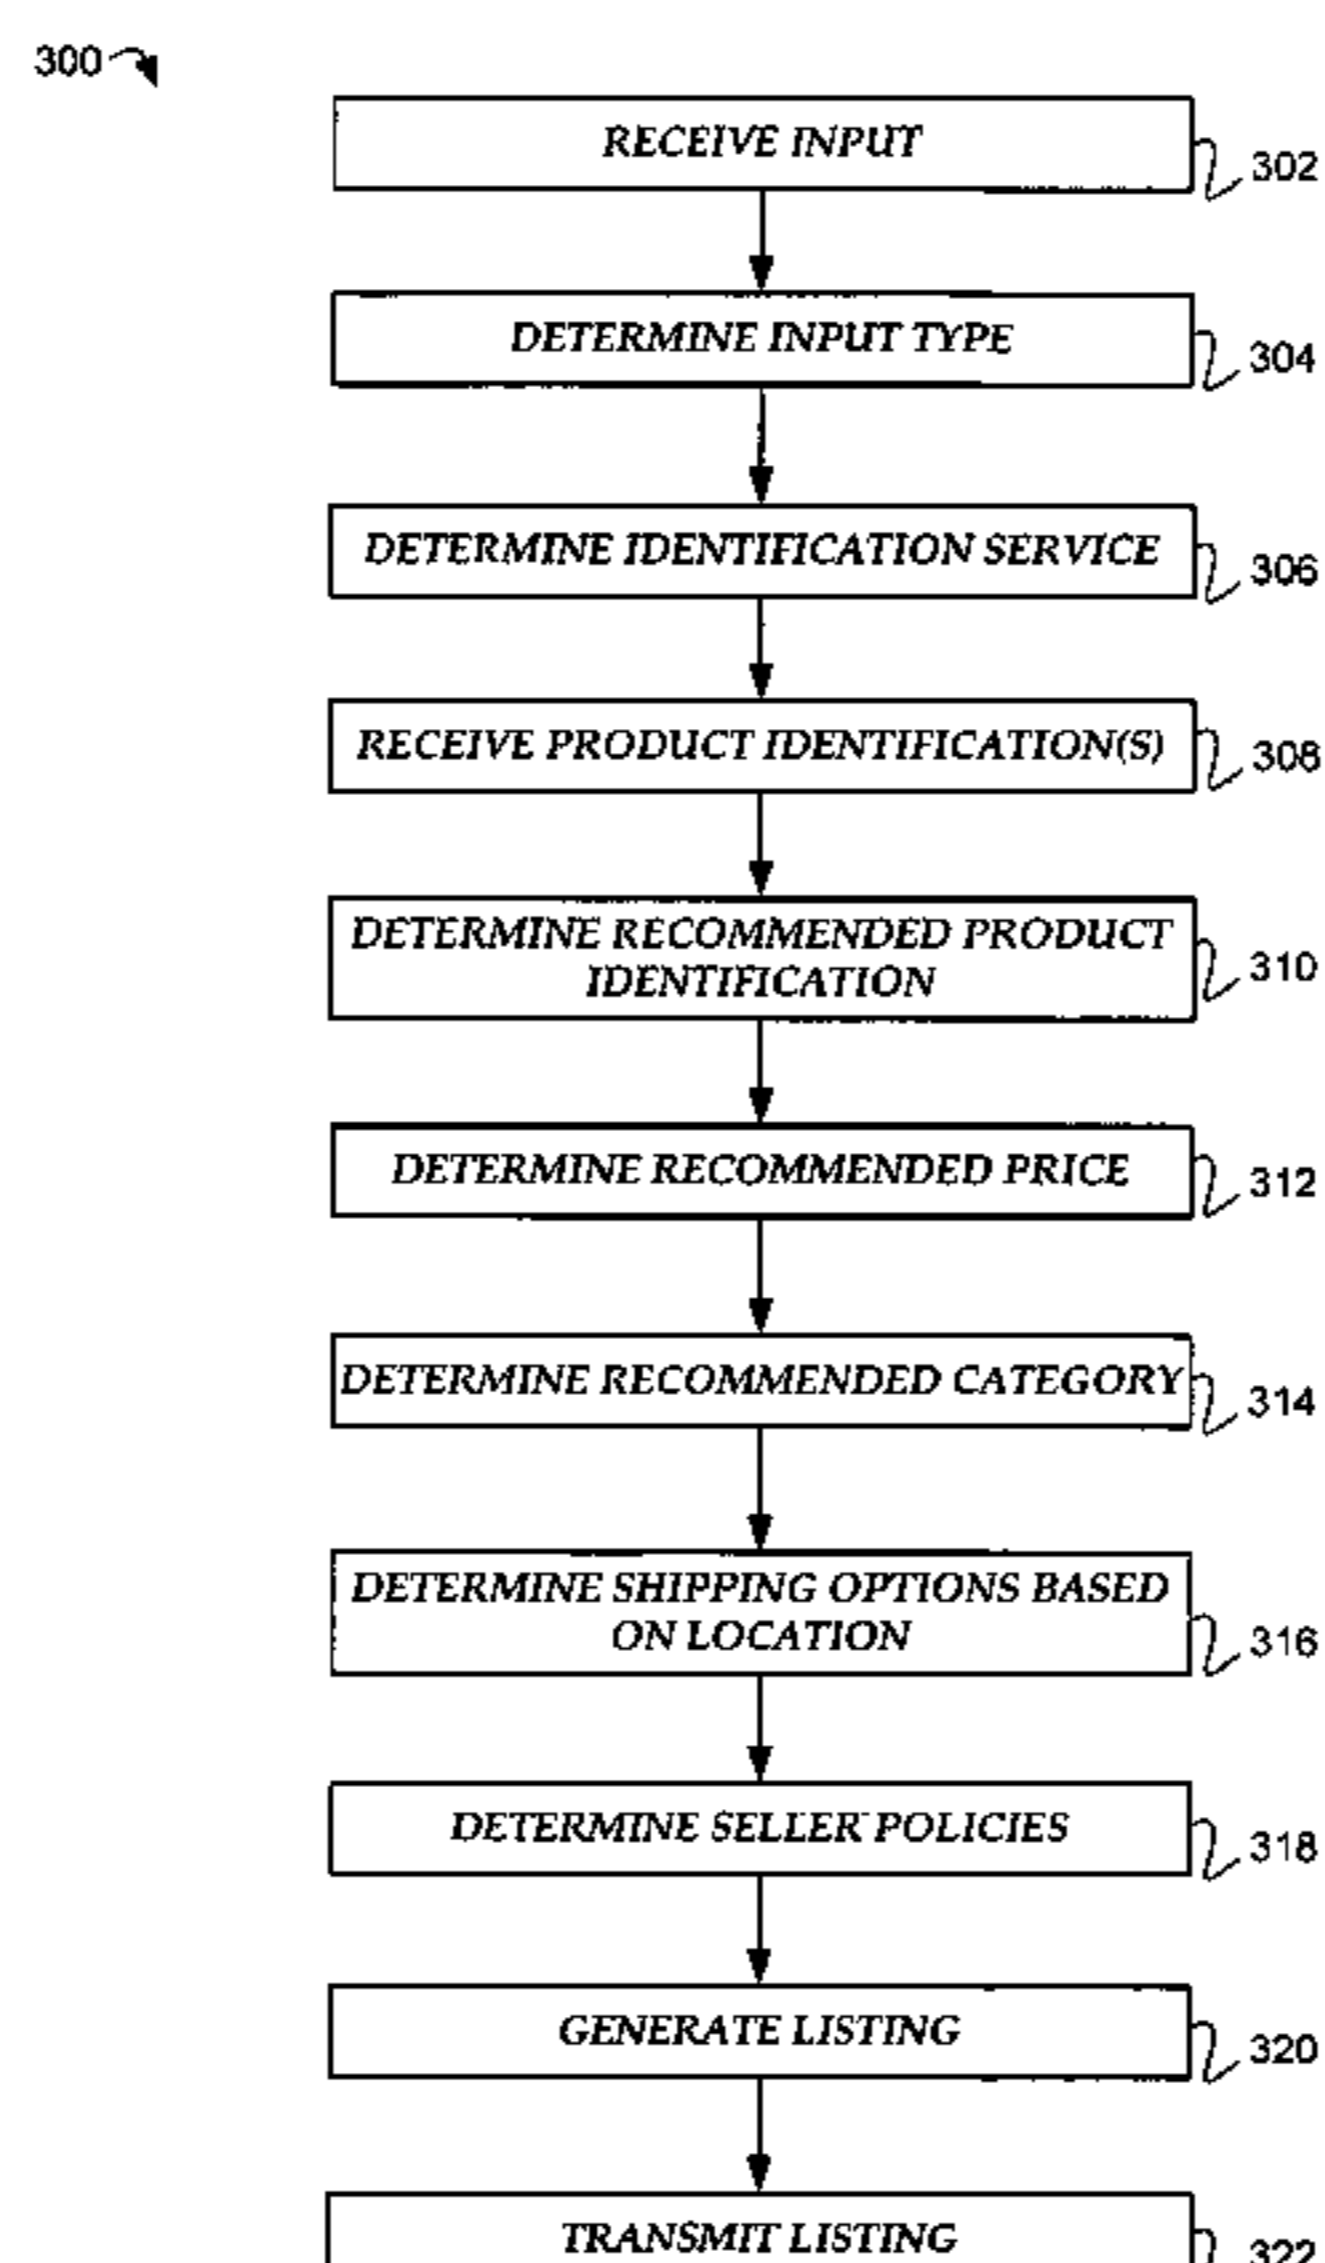 300
RECEIVE INPUT
302
DETERMINE INPUT TYPE
304
DETERMINE IDENTIFICATION SERVICE
306
RECEIVE PRODUCT IDENTIFICATION(S)
308
DETERMINE RECOMMENDED PRODUCT
IDENTIFICATION
310
DETERMINE RECOMMENDED PRICE
312
DETERMINE RECOMMENDED CATEGORY
314
DETERMINE SHIPPING OPTIONS BASED
ON LOCATION
316
DETERMINE SELLER POLICIES
318
GENERATE LISTING
320
TRANSMIT LISTING
322